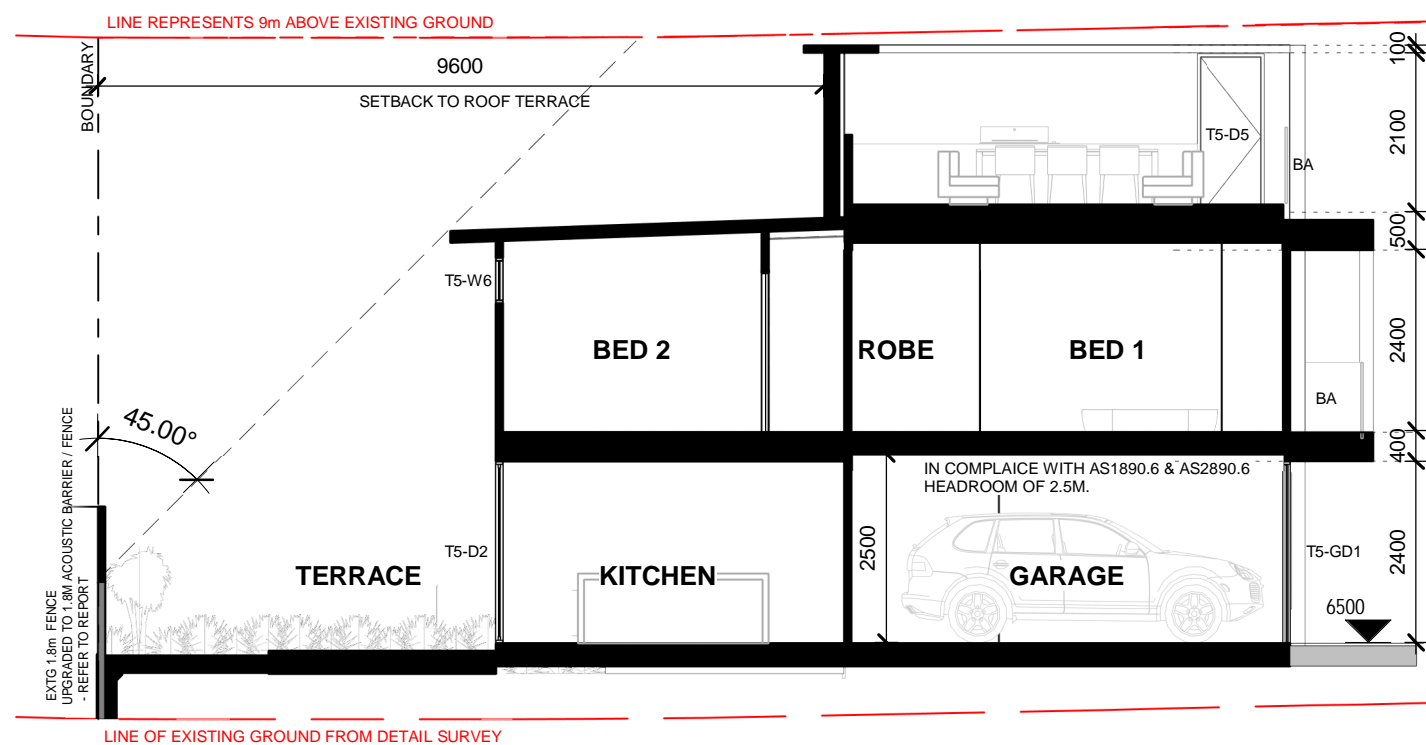 LINE REPRESENTS 9m ABOVE EXISTING GROUND
BOUNDARY
9600
SETBACK TO ROOF TERRACE
100
2100
T5-D5
BA
500
T5-W6
BED 2
ROBE
BED 1
2400
BA
45.00°
400
IN COMPLAICE WITH AS1890.6 & AS2890.6
HEADROOM OF 2.5M.
EXTG 1.8m FENCE
UPGRADED TO 1.8M ACOUSTIC BARRIER / FENCE
- REFER TO REPORT
T5-D2
2500
T5-GD1
2400
TERRACE
KITCHEN
GARAGE
6500
LINE OF EXISTING GROUND FROM DETAIL SURVEY